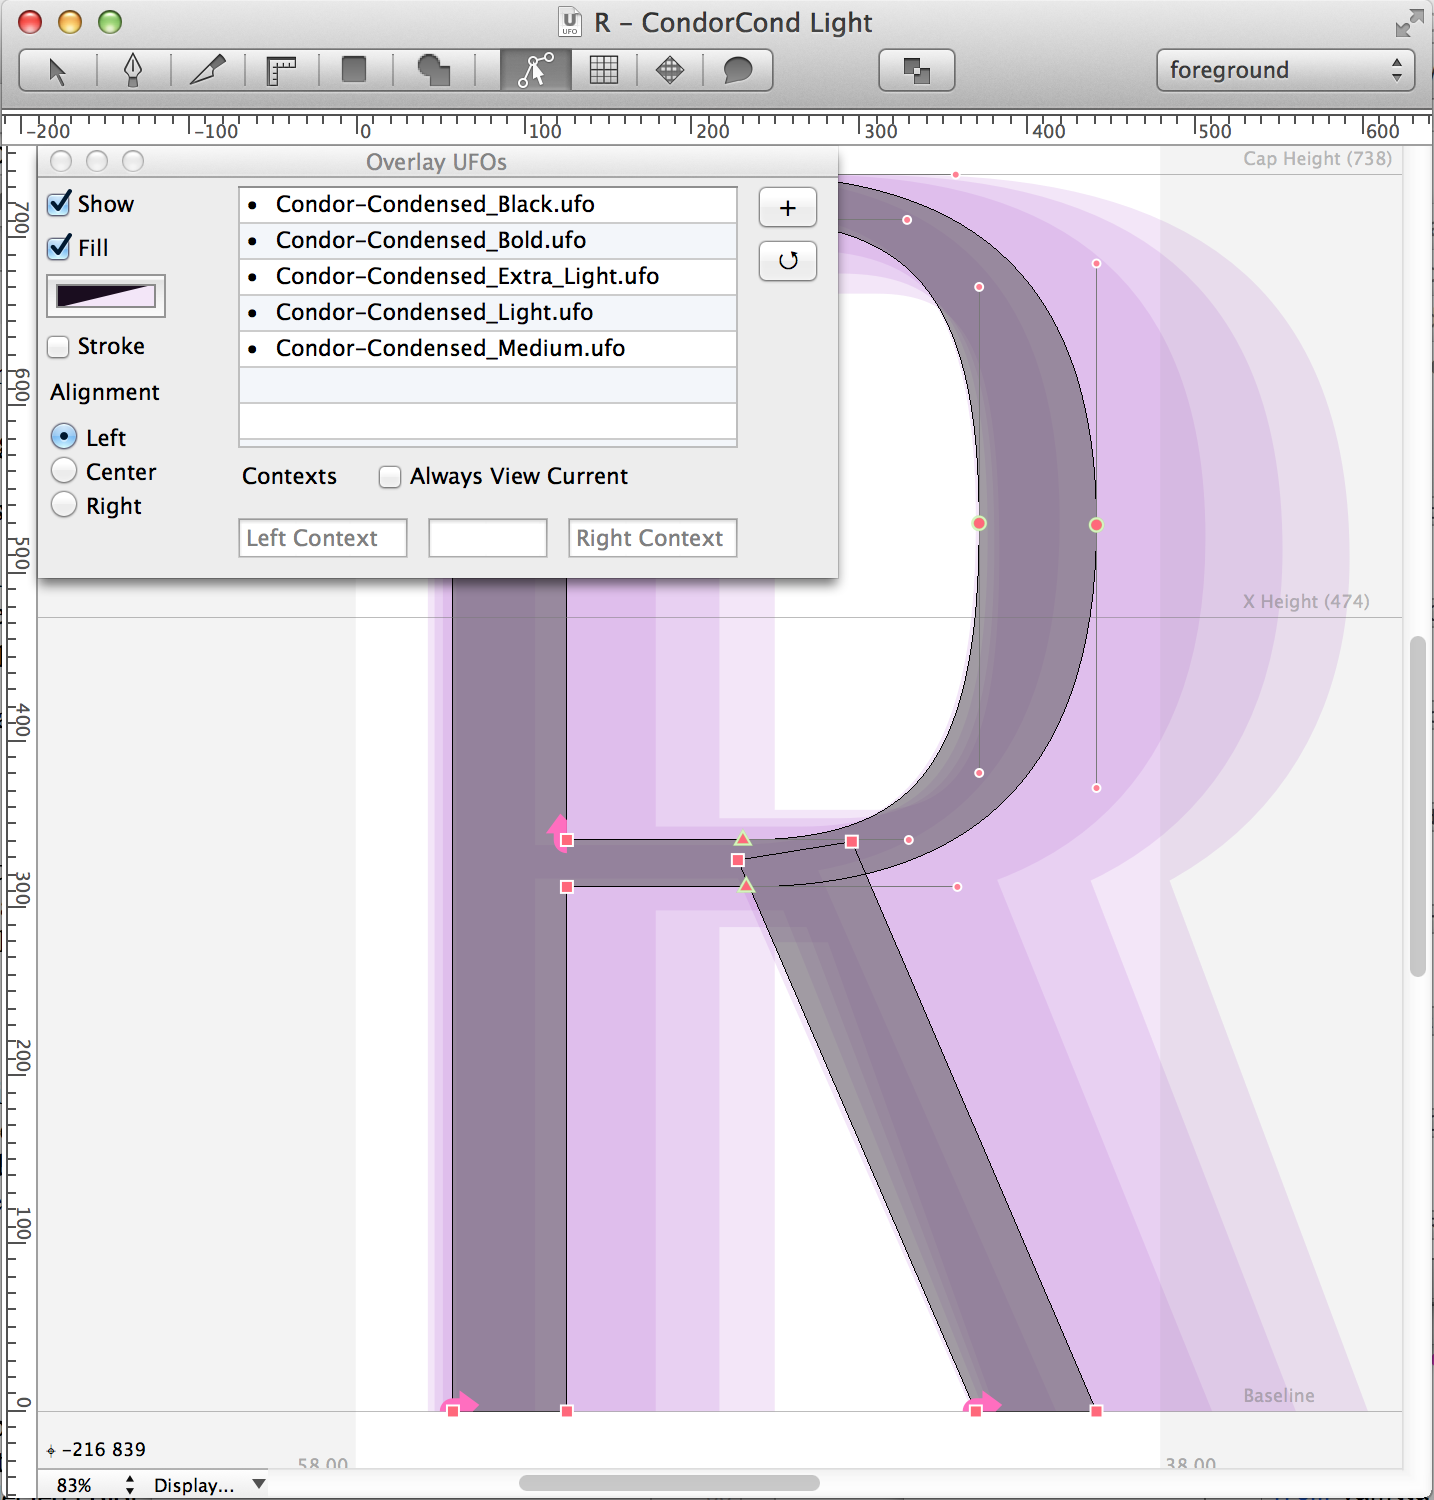 R – CondorCond Light
UFO
foreground
-200 -100 0 100 200 300 400 500 600
Overlay UFOs
Cap Height (738)
Show
Fill
Stroke
Alignment
Left
Center
Right
• Condor-Condensed_Black.ufo
• Condor-Condensed_Bold.ufo
• Condor-Condensed_Extra_Light.ufo
• Condor-Condensed_Light.ufo
• Condor-Condensed_Medium.ufo
+
Contexts
Always View Current
Left Context
Right Context
700
600
500
400
300
200
100
0
X Height (474)
Baseline
-216 839
58.00
38.00
83%
Display...